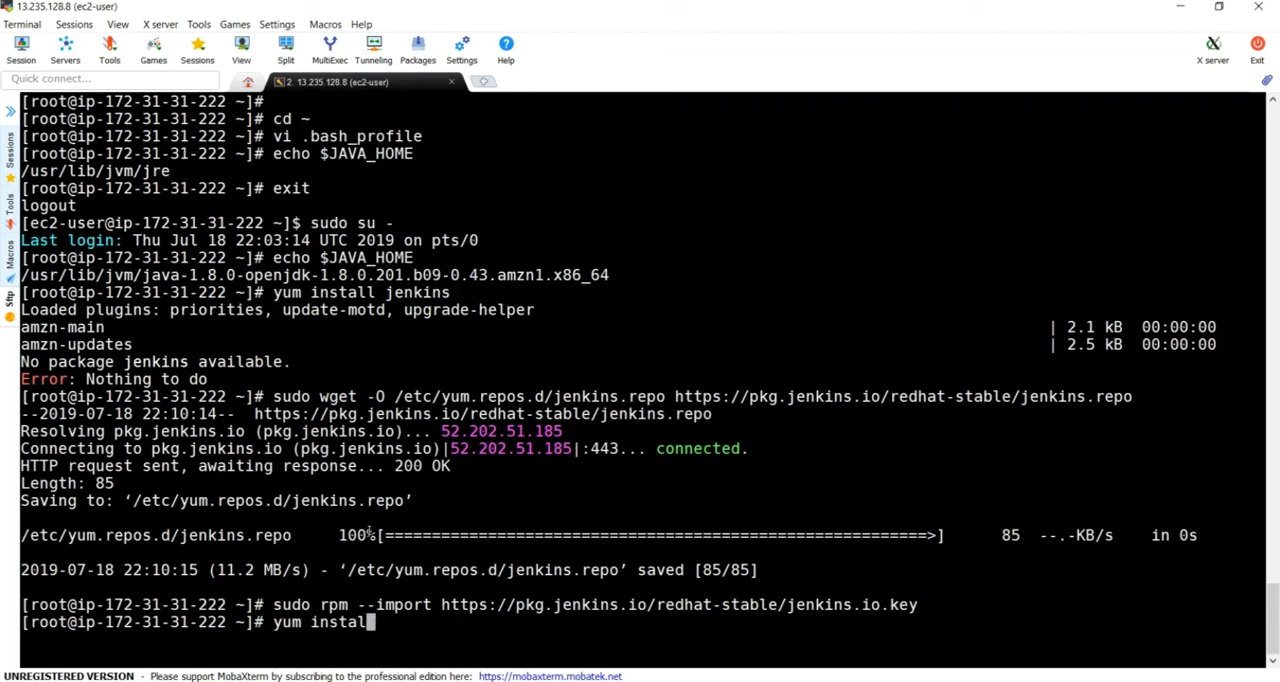 13.235.128.8 (ec2-user)
Terminal Sessions View X server Tools Games Settings Macros Help
Session Servers Tools Games Sessions View Split MultiExec Tunneling Packages Settings Help X server Exit
Quick connect...
2. 13.235.128.8 (ec2-user)
Sessions
Tools
Macros
Sftp
[root@ip-172-31-31-222 ~]#
[root@ip-172-31-31-222 ~]# cd ~
[root@ip-172-31-31-222 ~]# vi .bash_profile
[root@ip-172-31-31-222 ~]# echo $JAVA_HOME
/usr/lib/jvm/jre
[root@ip-172-31-31-222 ~]# exit
logout
[ec2-user@ip-172-31-31-222 ~]$ sudo su -
Last login: Thu Jul 18 22:03:14 UTC 2019 on pts/0
[root@ip-172-31-31-222 ~]# echo $JAVA_HOME
/usr/lib/jvm/java-1.8.0-openjdk-1.8.0.201.b09-0.43.amzn1.x86_64
[root@ip-172-31-31-222 ~]# yum install jenkins
Loaded plugins: priorities, update-motd, upgrade-helper
amzn-main | 2.1 kB 00:00:00
amzn-updates | 2.5 kB 00:00:00
No package jenkins available.
Error: Nothing to do
[root@ip-172-31-31-222 ~]# sudo wget -O /etc/yum.repos.d/jenkins.repo https://pkg.jenkins.io/redhat-stable/jenkins.repo
--2019-07-18 22:10:14-- https://pkg.jenkins.io/redhat-stable/jenkins.repo
Resolving pkg.jenkins.io (pkg.jenkins.io)... 52.202.51.185
Connecting to pkg.jenkins.io (pkg.jenkins.io)|52.202.51.185|:443... connected.
HTTP request sent, awaiting response... 200 OK
Length: 85
Saving to: ‘/etc/yum.repos.d/jenkins.repo’
/etc/yum.repos.d/jenkins.repo 100%[==========================================================>] 85 --.-KB/s in 0s
2019-07-18 22:10:15 (11.2 MB/s) - ‘/etc/yum.repos.d/jenkins.repo’ saved [85/85]
[root@ip-172-31-31-222 ~]# sudo rpm --import https://pkg.jenkins.io/redhat-stable/jenkins.io.key
[root@ip-172-31-31-222 ~]# yum instal
UNREGISTERED VERSION - Please support MobaXterm by subscribing to the professional edition here: https://mobaxterm.mobatek.net